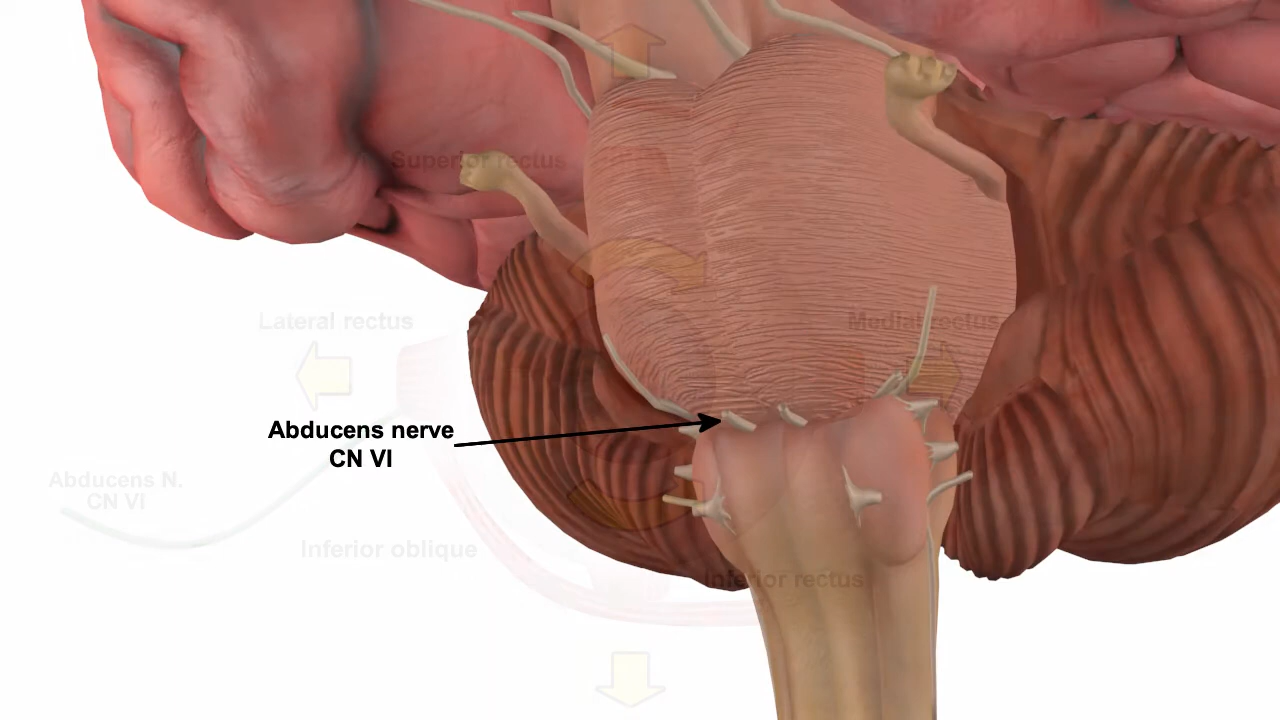 Superior rectus
Lateral rectus
Medial rectus
Abducens nerve
CN VI
Abducens N.
CN VI
Inferior oblique
Inferior rectus